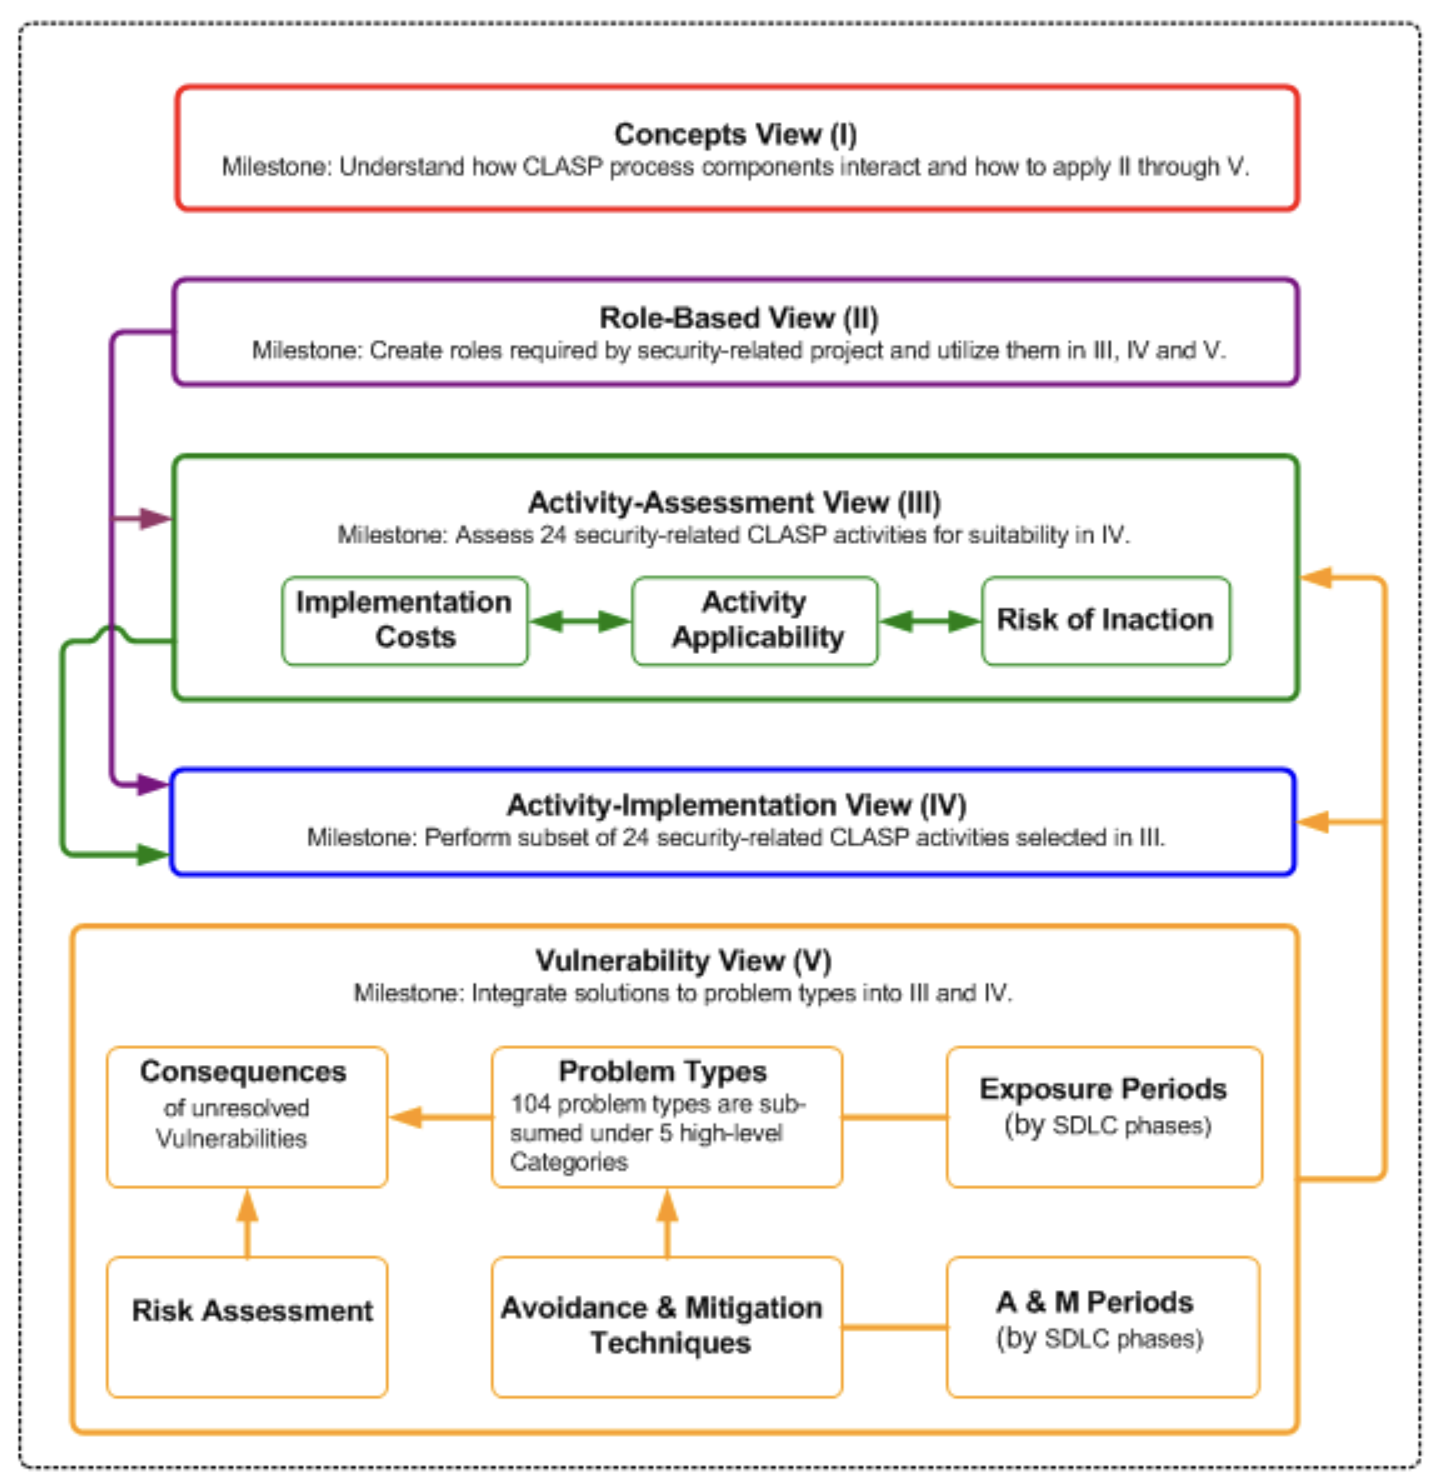 Concepts View (I)
Milestone: Understand how CLASP process components interact and how to apply II through V.
Role-Based View (II)
Milestone: Create roles required by security-related project and utilize them in III, IV and V.
Activity-Assessment View (III)
Milestone: Assess 24 security-related CLASP activities for suitability in IV.
Implementation
Costs
Activity
Applicability
Risk of Inaction
Activity-Implementation View (IV)
Milestone: Perform subset of 24 security-related CLASP activities selected in III.
Vulnerability View (V)
Milestone: Integrate solutions to problem types into III and IV.
Consequences
of unresolved
Vulnerabilities
Problem Types
104 problem types are sub-
sumed under 5 high-level
Categories
Exposure Periods
(by SDLC phases)
Risk Assessment
Avoidance & Mitigation
Techniques
A & M Periods
(by SDLC phases)